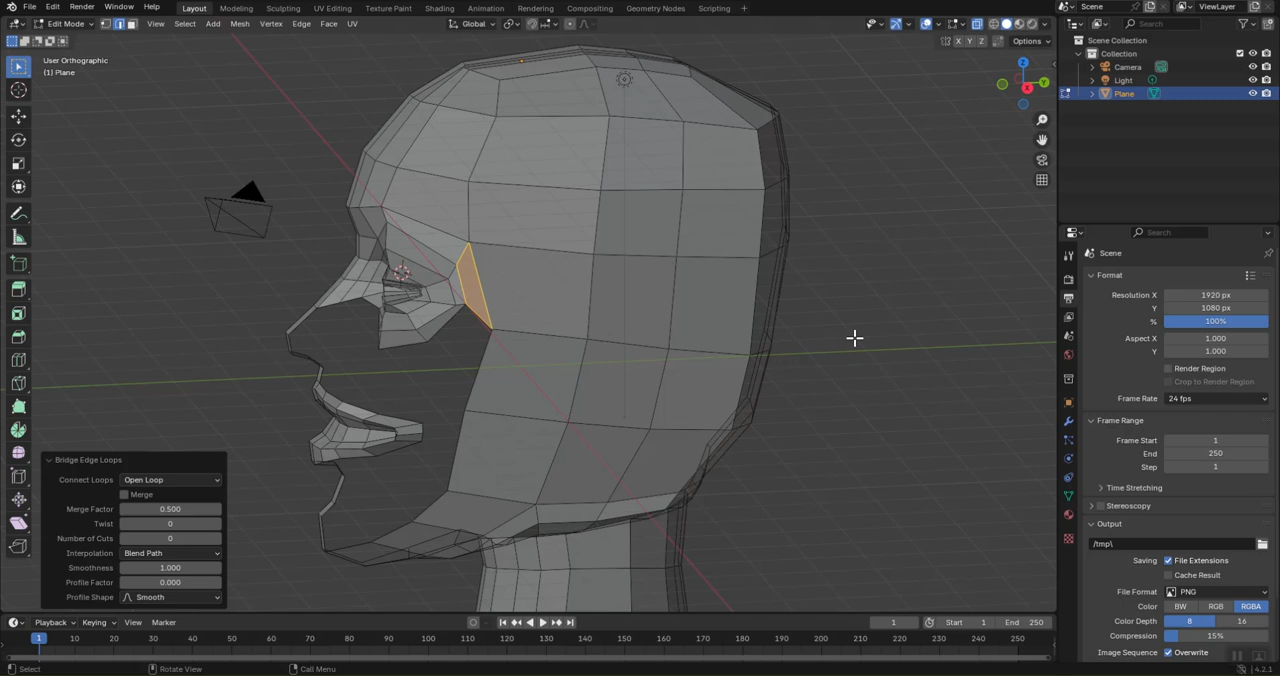 File Edit Render Window Help
Layout Modeling Sculpting UV Editing Texture Paint Shading Animation Rendering Compositing Geometry Nodes Scripting
Scene ViewLayer
Edit Mode View Select Add Mesh Vertex Edge Face UV Global
X Y Z Options
User Orthographic
(1) Plane
Z
Y
X
Search
Scene Collection
Collection
Camera
Light
Plane
Search
Scene
Format
Resolution X 1920 px
Y 1080 px
% 100%
Aspect X 1.000
Y 1.000
Render Region
Crop to Render Region
Frame Rate 24 fps
Frame Range
Frame Start 1
End 250
Step 1
Time Stretching
Stereoscopy
Output
/tmp\
Saving File Extensions
Cache Result
File Format PNG
Color BW RGB RGBA
Color Depth 8 16
Compression 15%
Image Sequence Overwrite
Bridge Edge Loops
Connect Loops Open Loop
Merge
Merge Factor 0.500
Twist 0
Number of Cuts 0
Interpolation Blend Path
Smoothness 1.000
Profile Factor 0.000
Profile Shape Smooth
Playback Keying View Marker 1 Start 1 End 250
1 10 20 30 40 50 60 70 80 90 100 110 120 130 140 150 160 170 180 190 200 210 220 230 240 250
Select Rotate View Call Menu 4.2.1